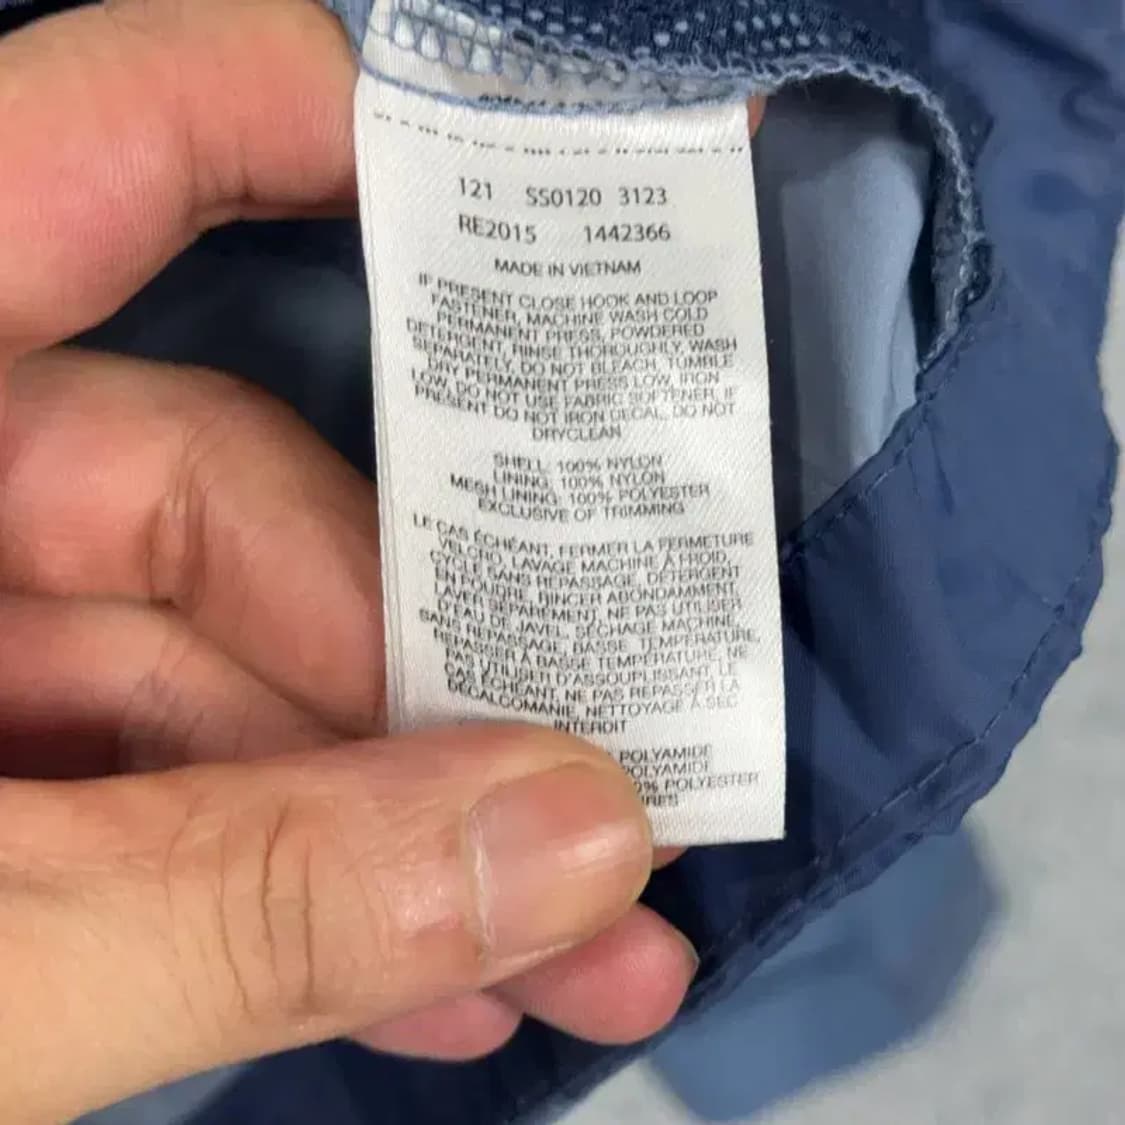 121 SS0120 3123
RE2015 1442366
MADE IN VIETNAM
IF PRESENT CLOSE HOOK AND LOOP
FASTENER, MACHINE WASH COLD
PERMANENT PRESS, POWDERED
DETERGENT, RINSE THOROUGHLY, WASH
SEPARATELY, DO NOT BLEACH, TUMBLE
DRY PERMANENT PRESS LOW, IRON
LOW, DO NOT USE FABRIC SOFTENER, IF
PRESENT DO NOT IRON DECAL, DO NOT
DRYCLEAN
SHELL: 100% NYLON
LINING: 100% NYLON
MESH LINING: 100% POLYESTER
EXCLUSIVE OF TRIMMING
LE CAS ÉCHÉANT, FERMER LA FERMETURE
VELCRO, LAVAGE MACHINE À FROID,
CYCLE SANS REPASSAGE, DÉTERGENT
EN POUDRE, RINCER ABONDAMMENT,
LAVER SÉPARÉMENT, NE PAS UTILISER
D'EAU DE JAVEL, SÉCHAGE MACHINE
SANS REPASSAGE, BASSE TEMPÉRATURE,
REPASSER À BASSE TEMPÉRATURE, NE
PAS UTILISER D'ASSOUPLISSANT, LE
CAS ÉCHÉANT, NE PAS REPASSER LA
DÉCALCOMANIE, NETTOYAGE À SEC
INTERDIT
POLYAMIDE
POLYAMIDE
% POLYESTER